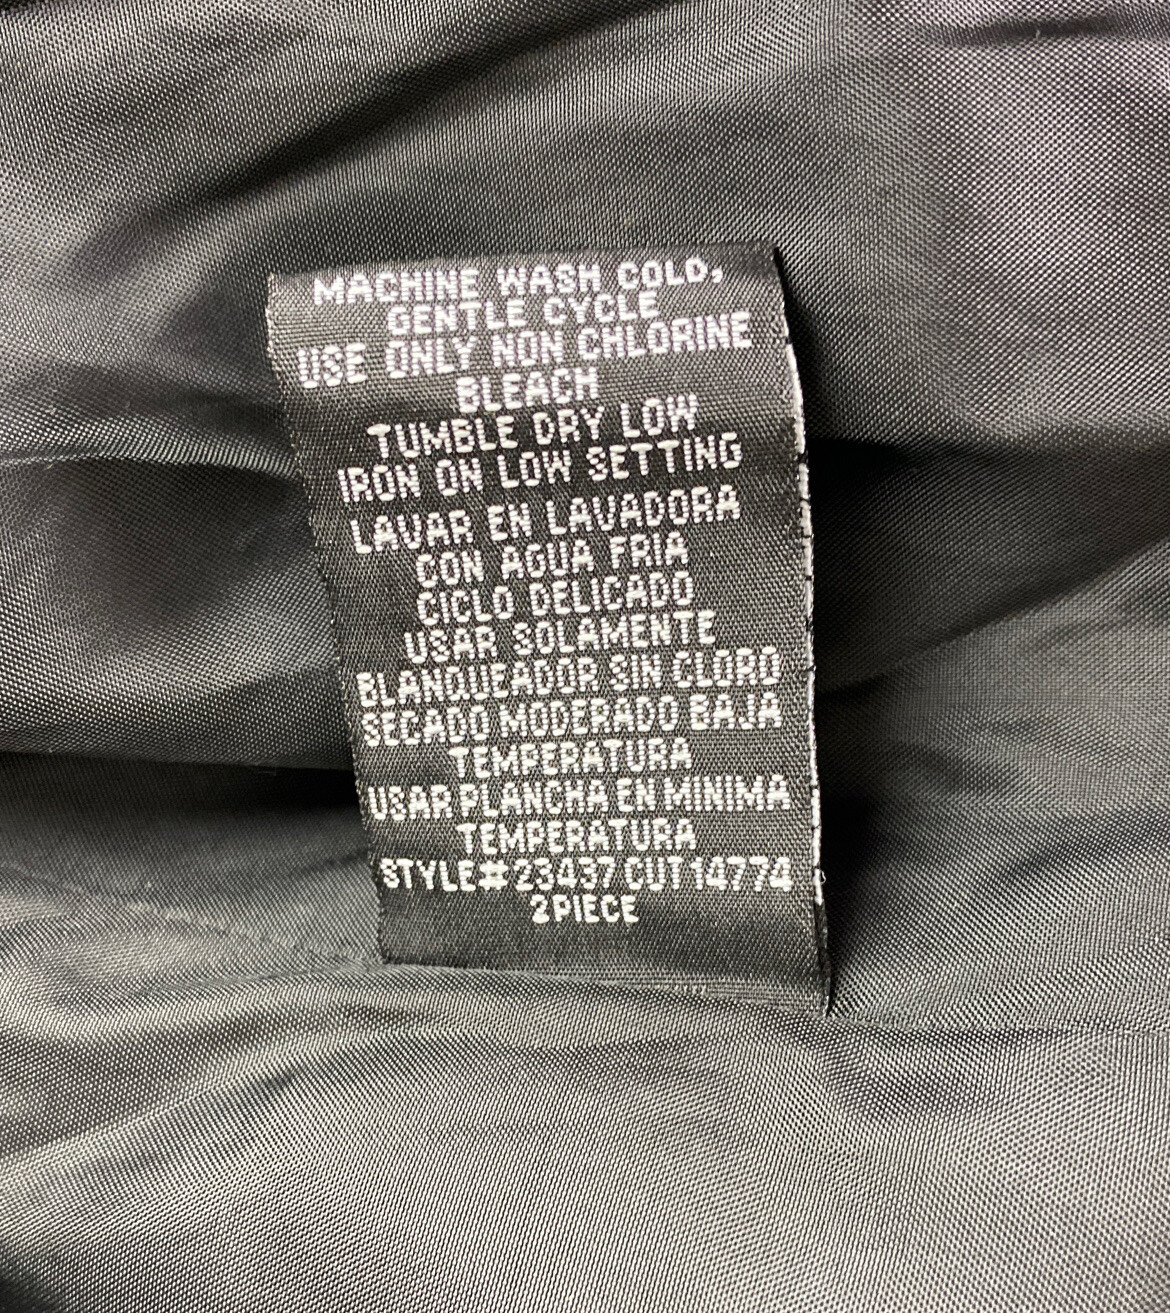 MACHINE WASH COLD,
GENTLE CYCLE
USE ONLY NON CHLORINE
BLEACH
TUMBLE DRY LOW
IRON ON LOW SETTING
LAVAR EN LAVADORA
CON AGUA FRIA
CICLO DELICADO
USAR SOLAMENTE
BLANQUEADOR SIN CLORO
SECADO MODERADO BAJA
TEMPERATURA
USAR PLANCHA EN MINIMA
TEMPERATURA
STYLE# 23437 CUT 14774
2PIECE